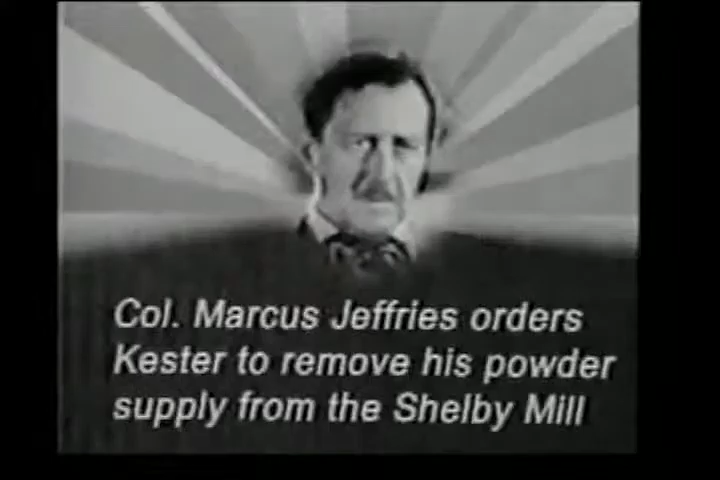 Col. Marcus Jeffries orders
Kester to remove his powder
supply from the Shelby Mill